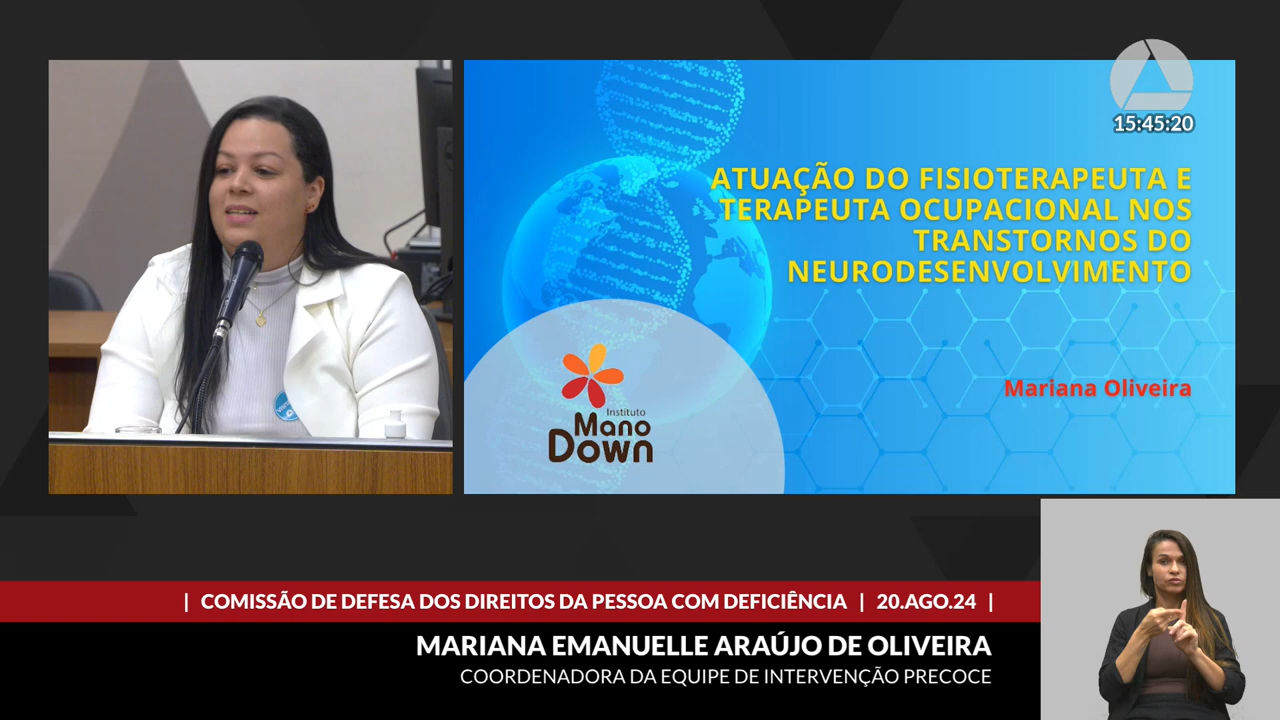 15:45:20
ATUAÇÃO DO FISIOTERAPEUTA E
TERAPEUTA OCUPACIONAL NOS
TRANSTORNOS DO
NEURODESENVOLVIMENTO
Mariana Oliveira
Instituto
Mano
Down
| COMISSÃO DE DEFESA DOS DIREITOS DA PESSOA COM DEFICIÊNCIA | 20.AGO.24 |
MARIANA EMANUELLE ARAÚJO DE OLIVEIRA
COORDENADORA DA EQUIPE DE INTERVENÇÃO PRECOCE